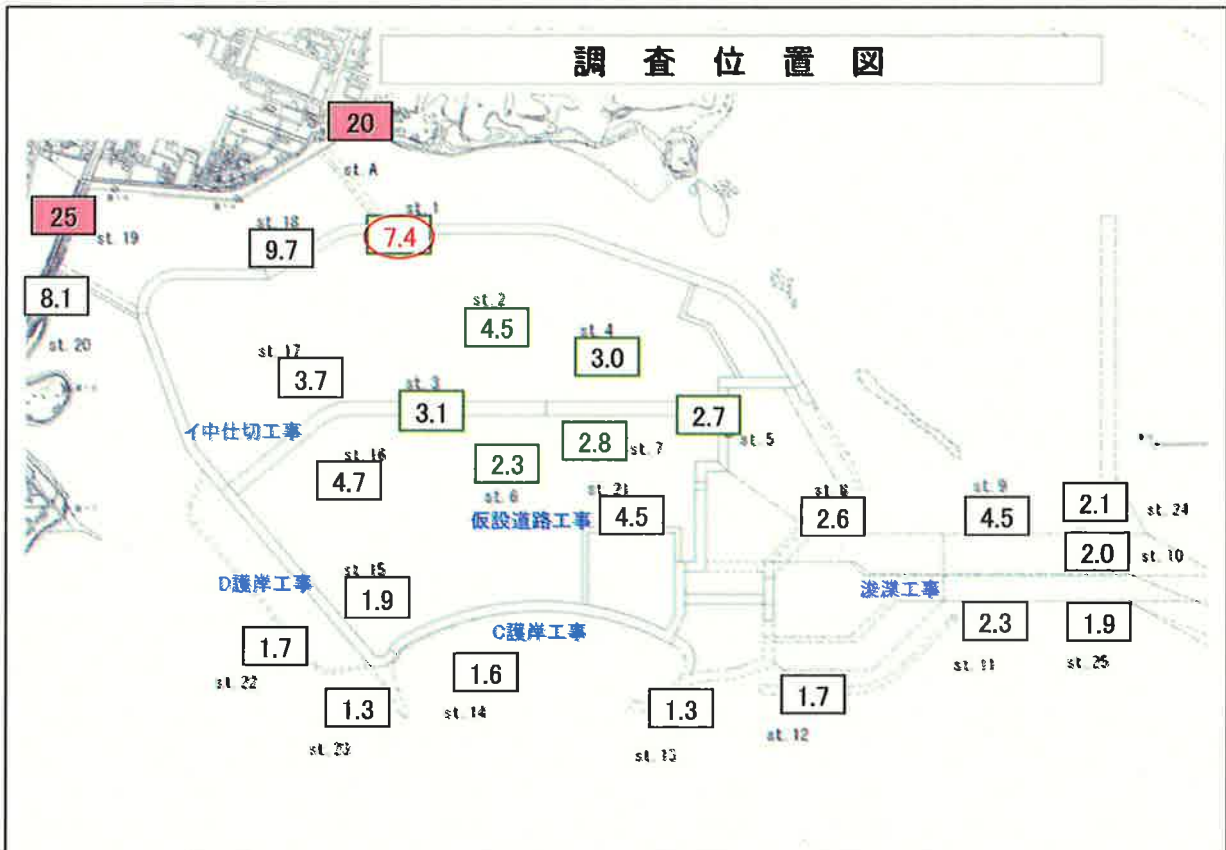 調査位置図
20
st. A
25
st. 19
st. 1
7.4
st. 18
9.7
8.1
st. 20
st. 2
4.5
st. 4
3.0
st. 17
3.7
st. 3
3.1
2.7
st. 5
イ中仕切工事
2.8
st. 7
2.3
st. 6
st. 16
4.7
仮設道路工事
st. 21
4.5
st. 8
2.6
st. 9
4.5
2.1
st. 24
2.0
st. 10
D護岸工事
st. 15
1.9
浚渫工事
C護岸工事
2.3
st. 11
1.9
st. 25
1.7
st. 22
1.6
st. 14
1.3
st. 23
1.3
st. 13
1.7
st. 12